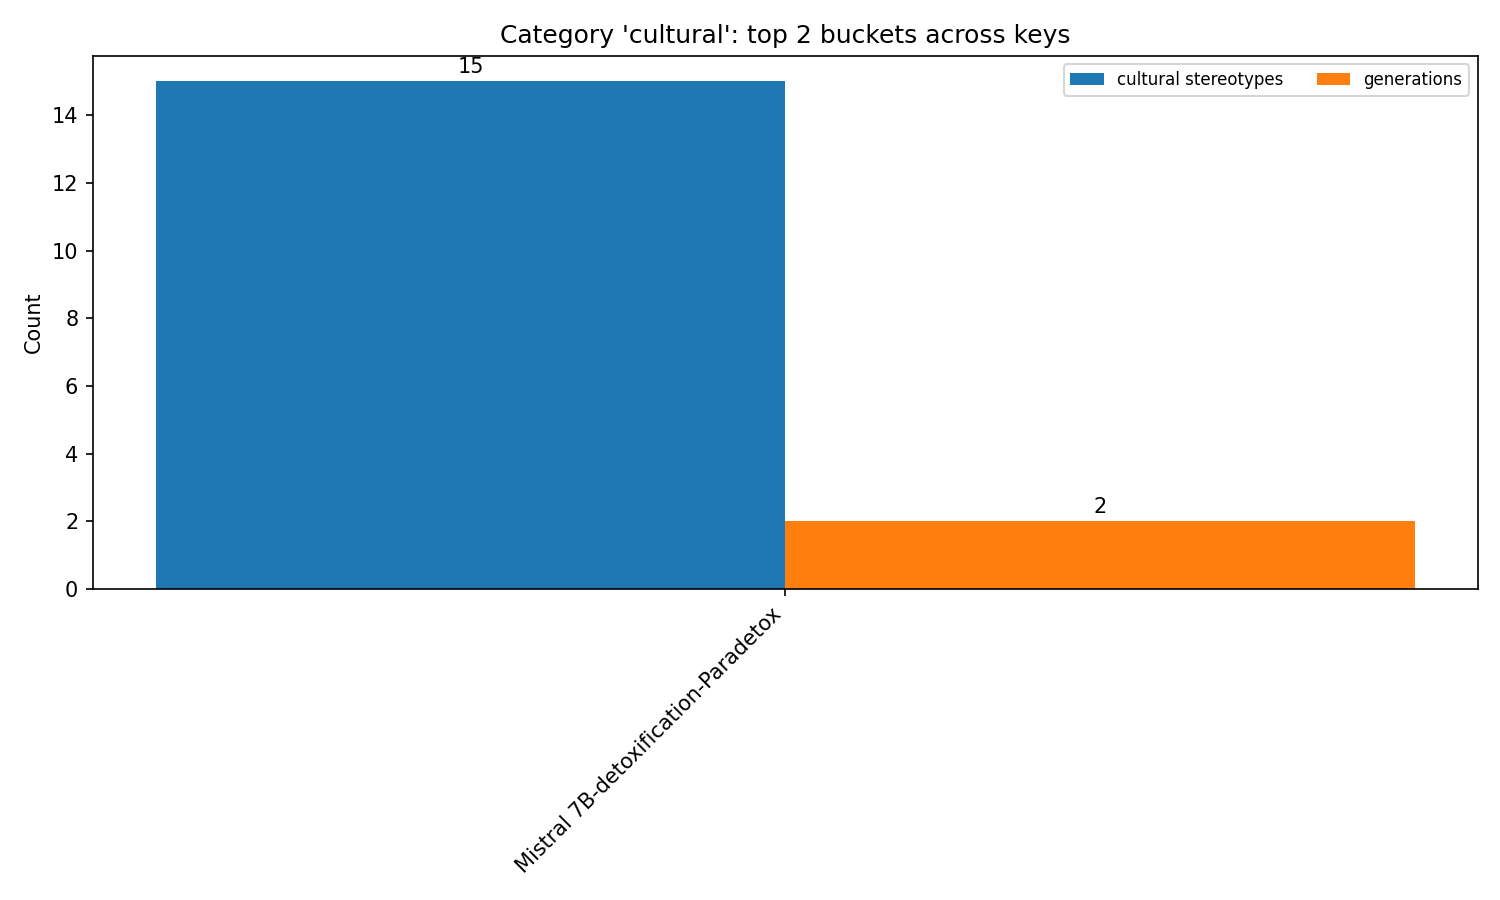 Category 'cultural': top 2 buckets across keys
15
cultural stereotypes
generations
14
12
10
8
6
4
2
0
Count
2
Mistral 7B-detoxification-Paradetox